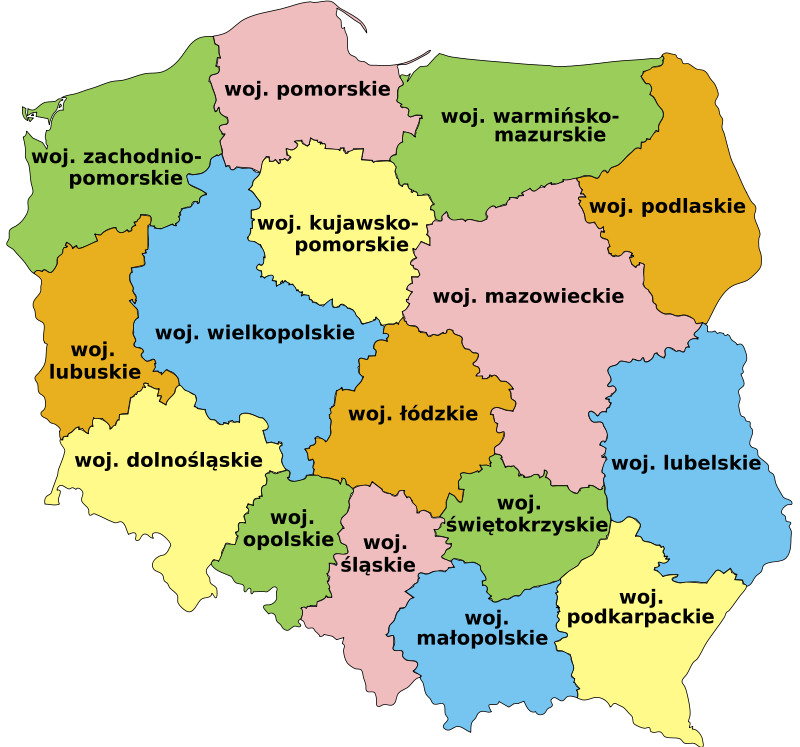 woj. pomorskie
woj. warmińsko-
mazurskie
woj. zachodnio-
pomorskie
woj. podlaskie
woj. kujawsko-
pomorskie
woj. mazowieckie
woj. wielkopolskie
woj.
lubuskie
woj. łódzkie
woj. dolnośląskie
woj. lubelskie
woj.
opolskie
woj.
świętokrzyskie
woj.
śląskie
woj.
małopolskie
woj.
podkarpackie